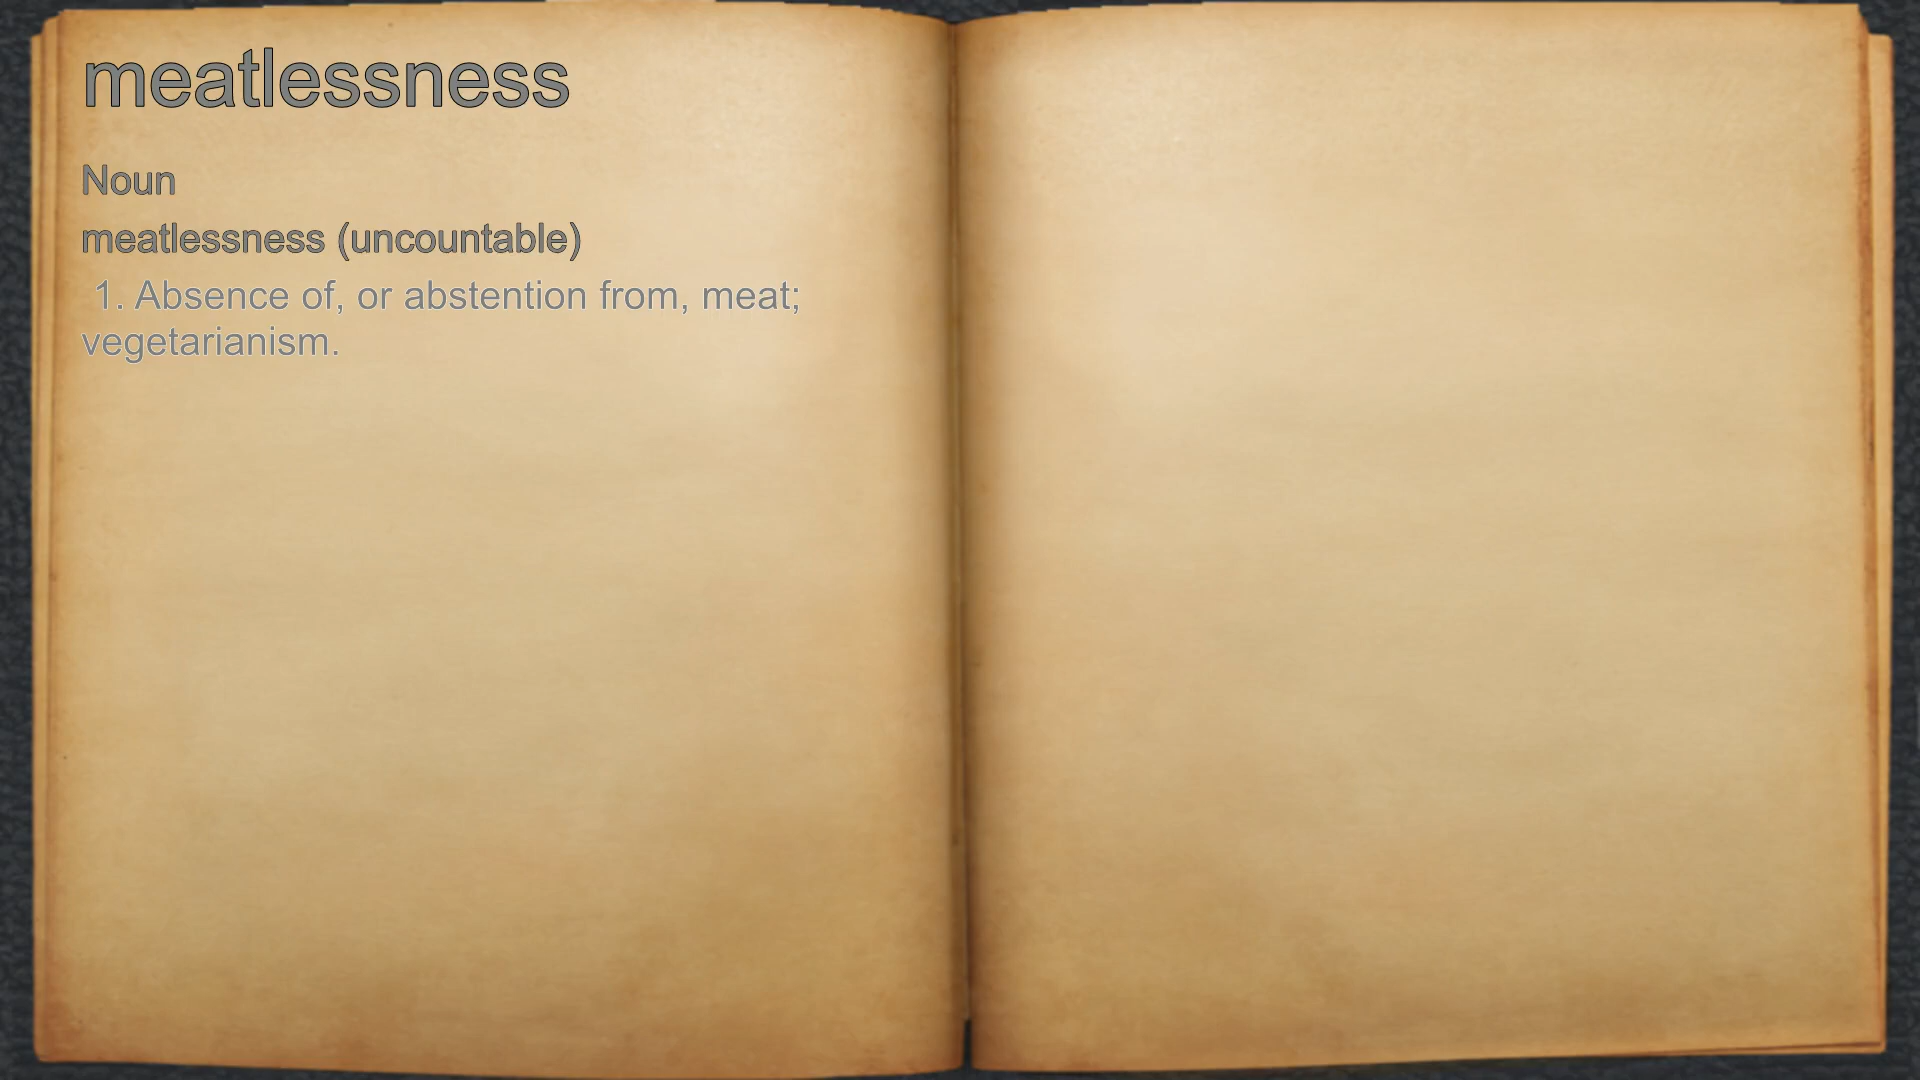 meatlessness
Noun
meatlessness (uncountable)
1. Absence of, or abstention from, meat;
vegetarianism.